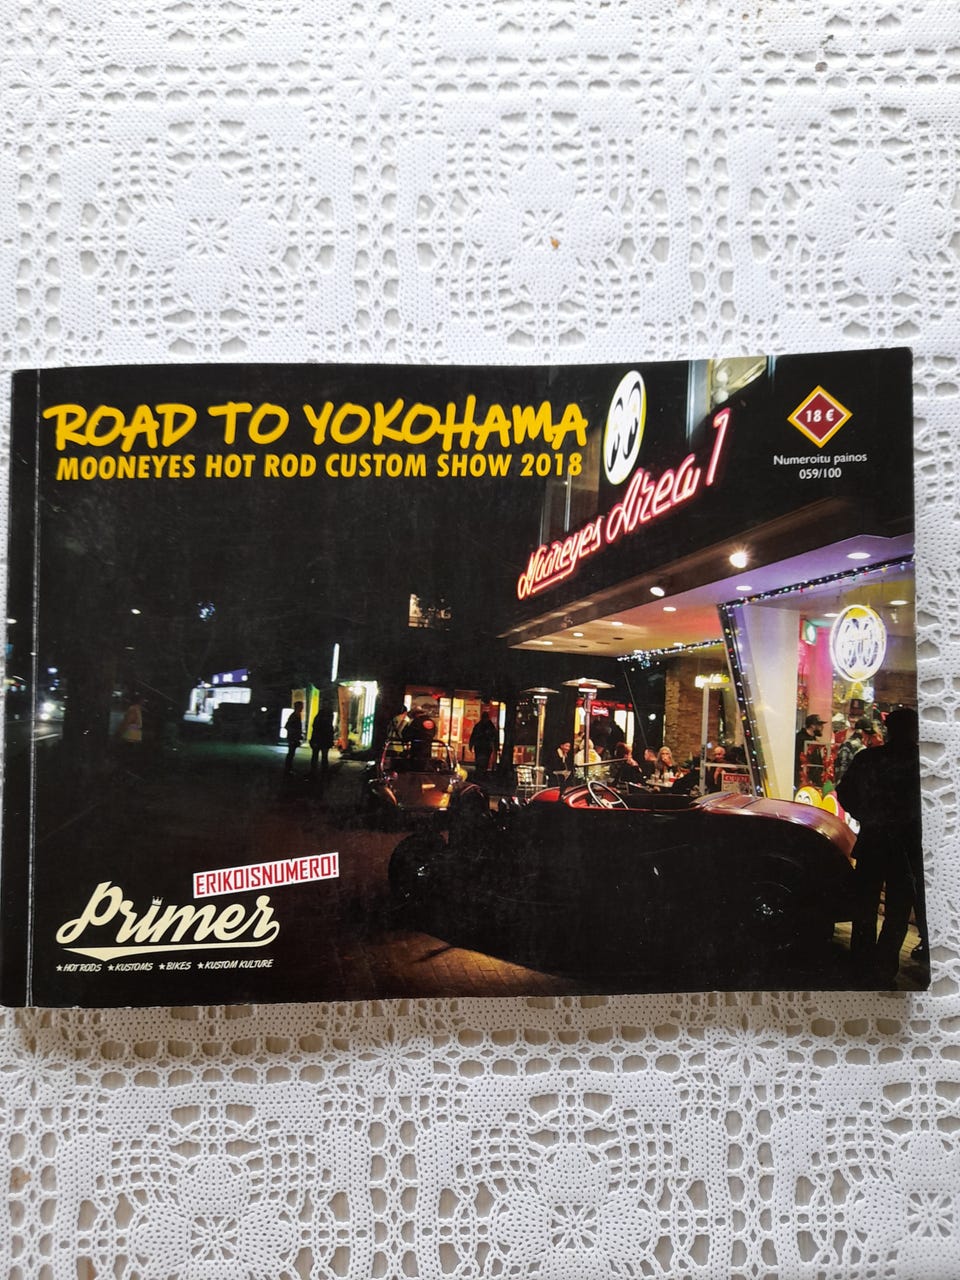 ROAD TO YOKOHAMA
MOONEYES HOT ROD CUSTOM SHOW 2018
18 €
Numeroitu painos
059/100
Mooneyes Area 1
ERIKOISNUMERO!
Primer
★HOT RODS ★KUSTOMS ★BIKES ★KUSTOM KULTURE